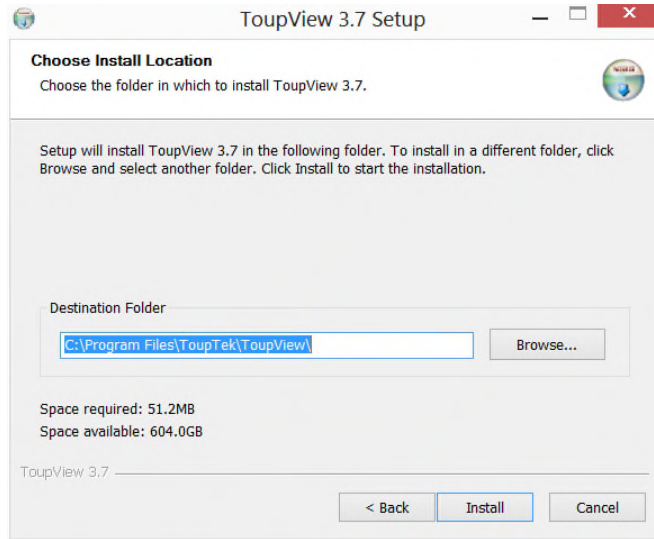 ToupView 3.7 Setup
Choose Install Location
Choose the folder in which to install ToupView 3.7.
Setup will install ToupView 3.7 in the following folder. To install in a different folder, click
Browse and select another folder. Click Install to start the installation.
Destination Folder
C:\Program Files\ToupTek\ToupView\
Browse...
Space required: 51.2MB
Space available: 604.0GB
ToupView 3.7
< Back
Install
Cancel